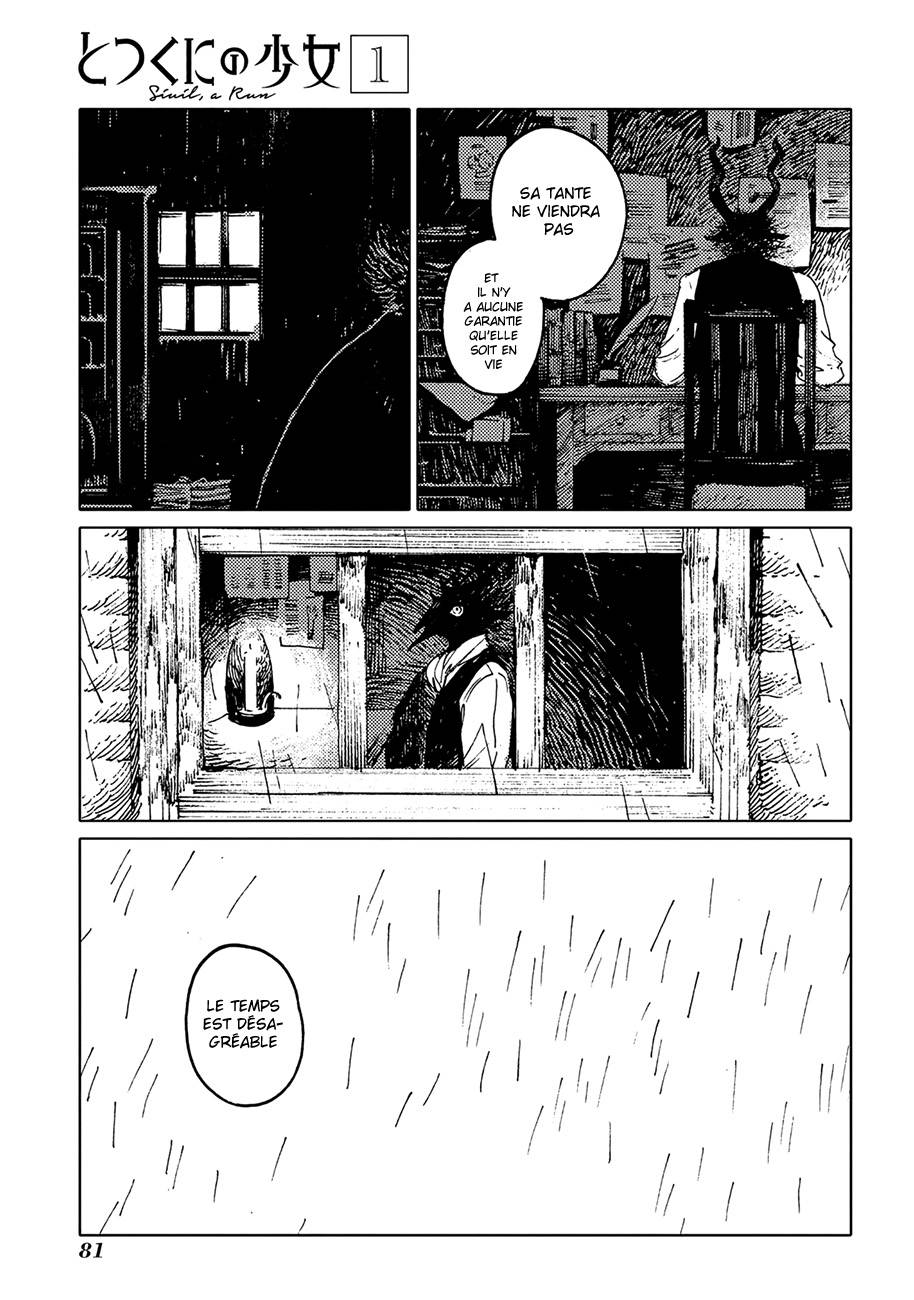 とつくにの少女
1
Siúil, a Rún
SA TANTE
NE VIENDRA
PAS
ET
IL N'Y
A AUCUNE
GARANTIE
QU'ELLE
SOIT EN
VIE
LE TEMPS
EST DÉSA-
GRÉABLE
81